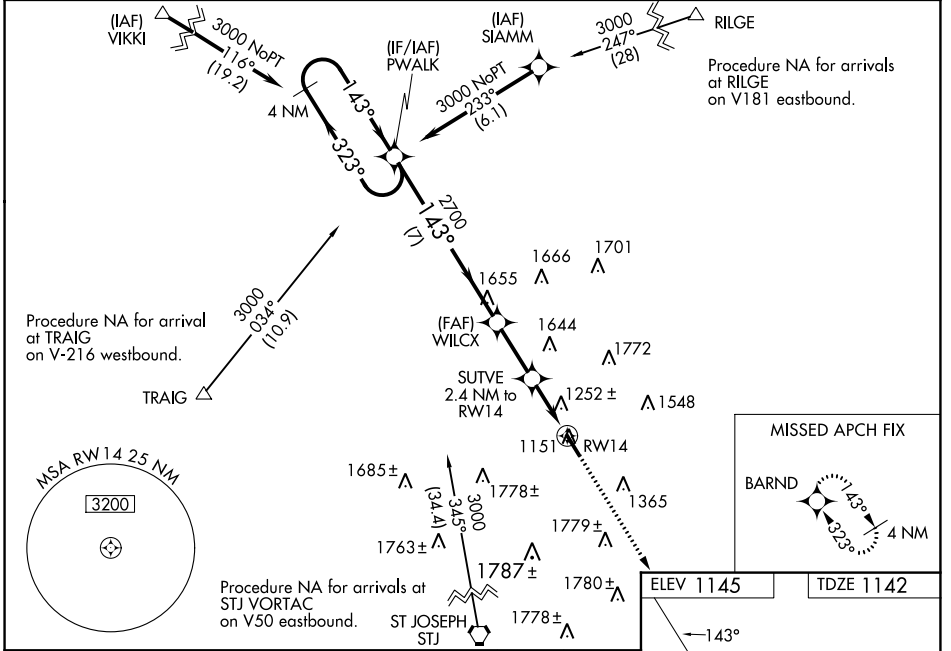 (IAF)
VIKKI
3000 NoPT
116°
(19.2)
(IF/IAF)
PWALK
4 NM
143°
323°
(IAF)
SIAMM
3000 NoPT
233°
(6.1)
3000
247°
(28)
RILGE
Procedure NA for arrivals
at RILGE
on V181 eastbound.
2700
143°
(7)
1655
1666
1701
3000
034°
(10.9)
Procedure NA for arrival
at TRAIG
on V-216 westbound.
TRAIG
(FAF)
WILCX
1644
1772
SUTVE
2.4 NM to
RW14
1252 ±
1548
1151
RW14
MISSED APCH FIX
BARND
143°
323°
4 NM
MSA RW14 25 NM
3200
1685 ±
1778 ±
1365
3000
345°
(34.4)
1763 ±
1779 ±
1787 ±
1780 ±
1778 ±
Procedure NA for arrivals at
STJ VORTAC
on V50 eastbound.
ST JOSEPH
STJ
ELEV 1145
TDZE 1142
143°